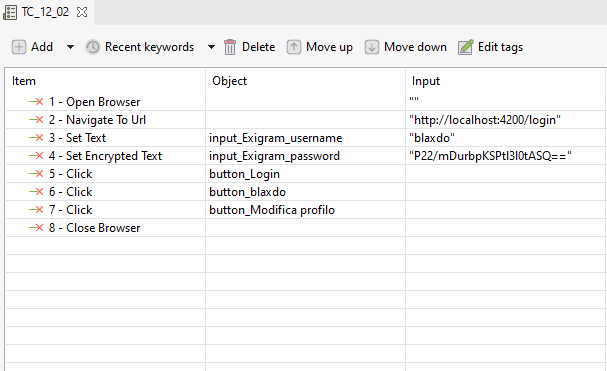 TC_12_02
Add Recent keywords Delete Move up Move down Edit tags
Item Object Input
1 - Open Browser ""
2 - Navigate To Url "http://localhost:4200/login"
3 - Set Text input_Exigram_username "blaxdo"
4 - Set Encrypted Text input_Exigram_password "P22/mDurbpKSPtl3I0tASQ=="
5 - Click button_Login
6 - Click button_blaxdo
7 - Click button_Modifica profilo
8 - Close Browser